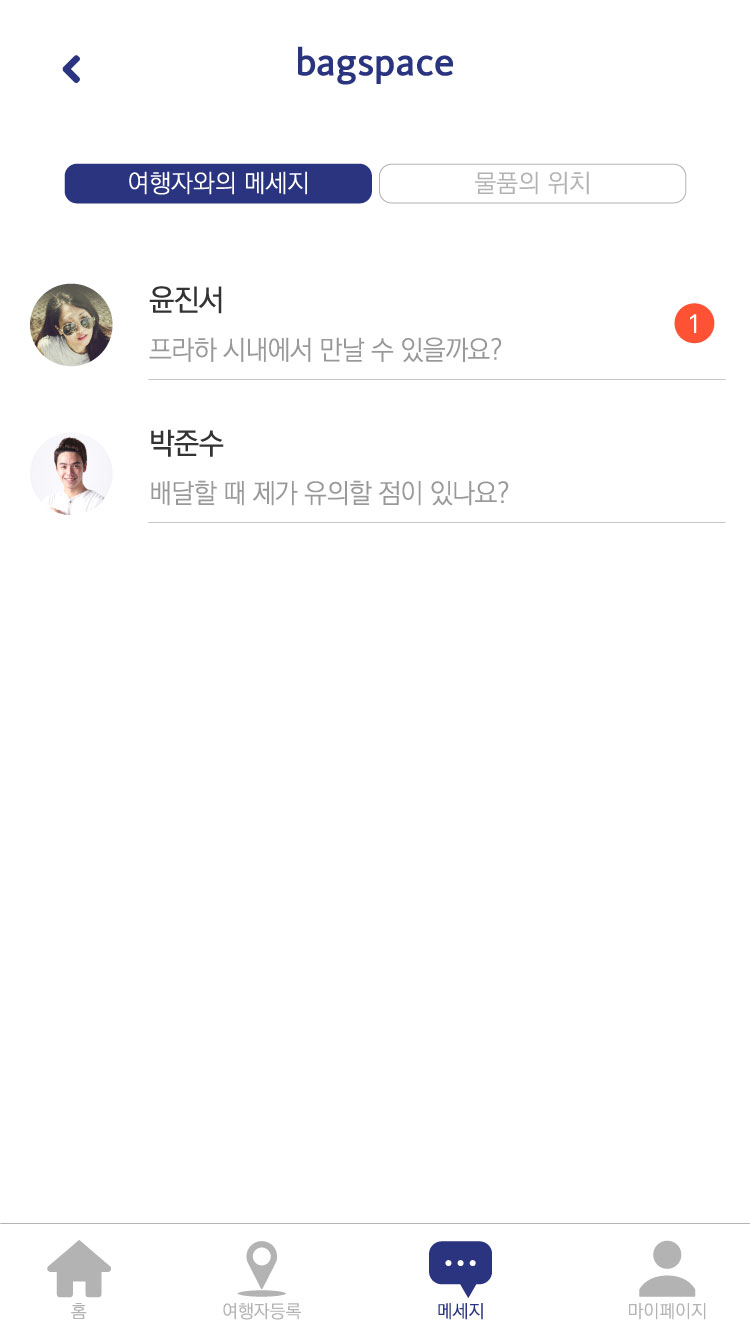 bagspace
여행자와의 메세지
물품의 위치
윤진서
프라하 시내에서 만날 수 있을까요?
1
박준수
배달할 때 제가 유의할 점이 있나요?
홈
여행자등록
메세지
마이페이지